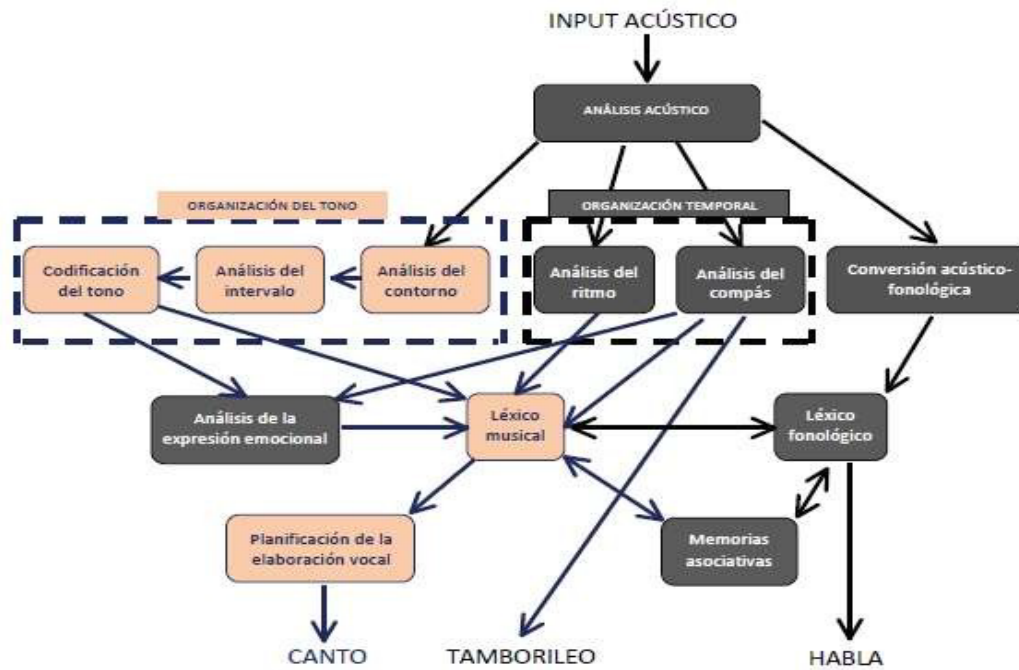 INPUT ACÚSTICO
ANÁLISIS ACÚSTICO
ORGANIZACIÓN DEL TONO
ORGANIZACIÓN TEMPORAL
Codificación
del tono
Análisis del
intervalo
Análisis del
contorno
Análisis del
ritmo
Análisis del
compás
Conversión acústico-
fonológica
Análisis de la
expresión emocional
Léxico
musical
Léxico
fonológico
Planificación de la
elaboración vocal
Memorias
asociativas
CANTO
TAMBORILEO
HABLA